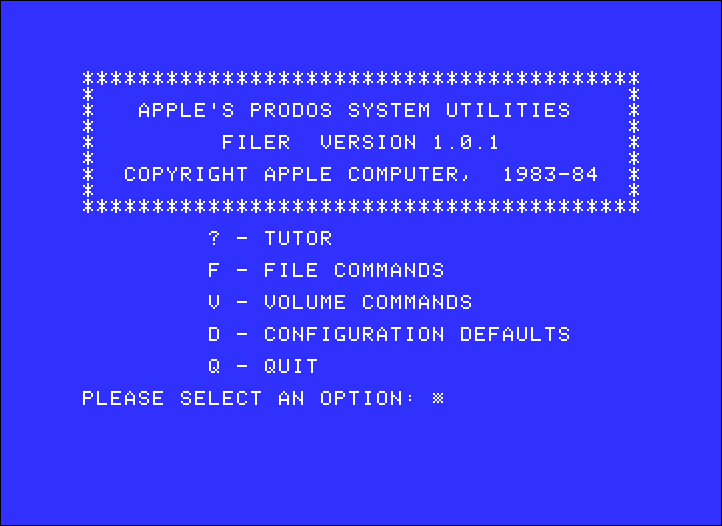 ****************************************
*                                      *
*   APPLE'S PRODOS SYSTEM UTILITIES    *
*                                      *
*         FILER  VERSION 1.0.1         *
*                                      *
*  COPYRIGHT APPLE COMPUTER,  1983-84  *
*                                      *
****************************************
? - TUTOR
F - FILE COMMANDS
V - VOLUME COMMANDS
D - CONFIGURATION DEFAULTS
Q - QUIT
PLEASE SELECT AN OPTION: